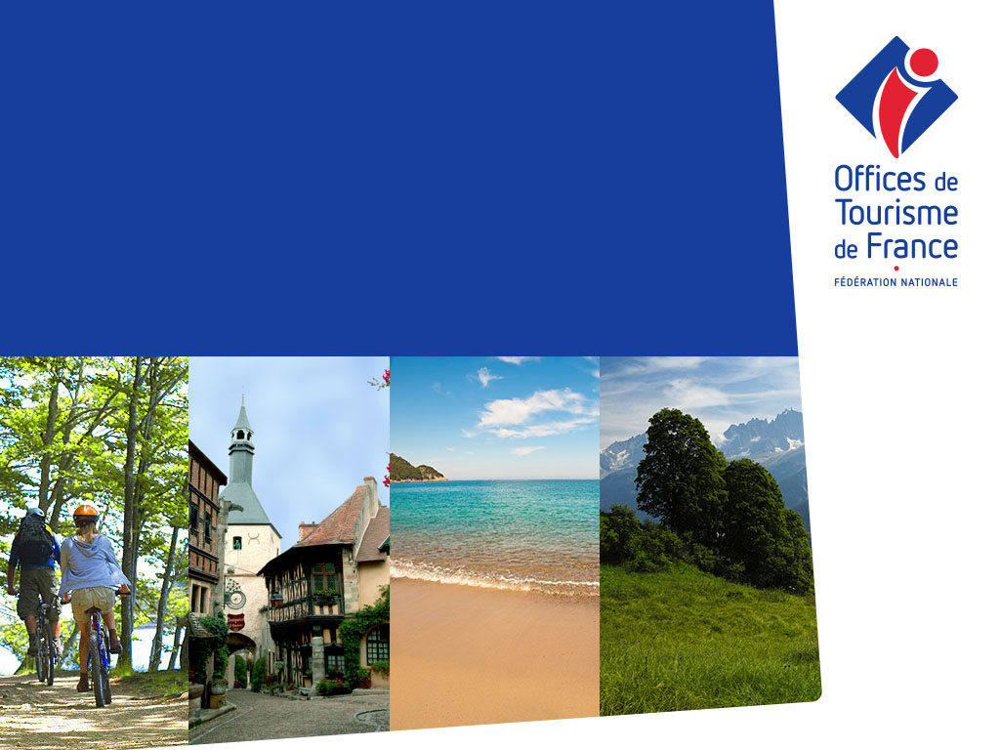 Offices de
Tourisme
de France
FÉDÉRATION NATIONALE